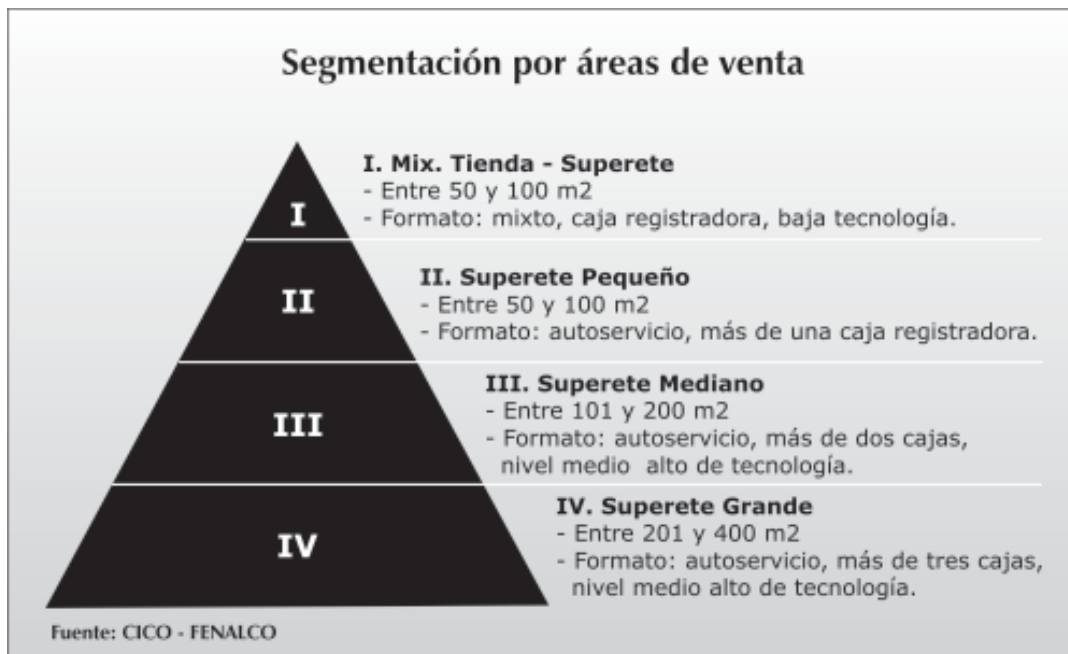 Segmentación por áreas de venta
I. Mix. Tienda - Superete
- Entre 50 y 100 m2
- Formato: mixto, caja registradora, baja tecnología.
I
II. Superete Pequeño
- Entre 50 y 100 m2
- Formato: autoservicio, más de una caja registradora.
II
III. Superete Mediano
- Entre 101 y 200 m2
- Formato: autoservicio, más de dos cajas,
nivel medio alto de tecnología.
III
IV. Superete Grande
- Entre 201 y 400 m2
- Formato: autoservicio, más de tres cajas,
nivel medio alto de tecnología.
IV
Fuente: CICO - FENALCO